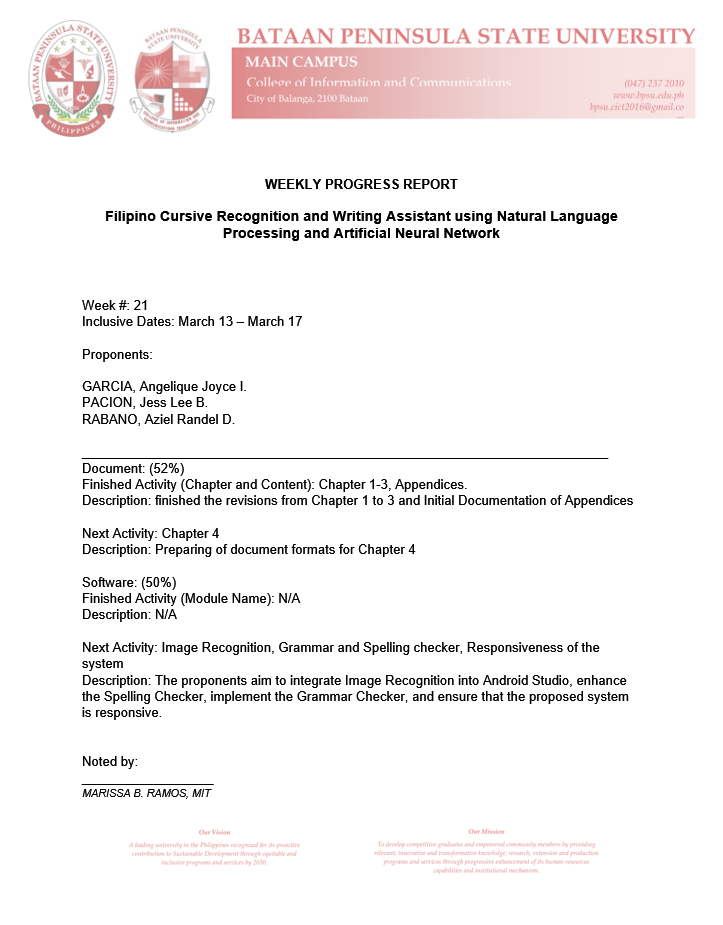 BATAAN PENINSULA STATE UNIVERSITY
MAIN CAMPUS
College of Information and Communications
City of Balanga, 2100 Bataan
(047) 237 2010
www.bpsu.edu.ph
bpsu.cict2016@gmail.co
BATAAN PENINSULA STATE UNIVERSITY
PHILIPPINES
WEEKLY PROGRESS REPORT
Filipino Cursive Recognition and Writing Assistant using Natural Language
Processing and Artificial Neural Network
Week #: 21
Inclusive Dates: March 13 – March 17
Proponents:
GARCIA, Angelique Joyce I.
PACION, Jess Lee B.
RABANO, Aziel Randel D.
Document: (52%)
Finished Activity (Chapter and Content): Chapter 1-3, Appendices.
Description: finished the revisions from Chapter 1 to 3 and Initial Documentation of Appendices
Next Activity: Chapter 4
Description: Preparing of document formats for Chapter 4
Software: (50%)
Finished Activity (Module Name): N/A
Description: N/A
Next Activity: Image Recognition, Grammar and Spelling checker, Responsiveness of the
system
Description: The proponents aim to integrate Image Recognition into Android Studio, enhance
the Spelling Checker, implement the Grammar Checker, and ensure that the proposed system
is responsive.
Noted by:
MARISSA B. RAMOS, MIT
Our Vision
A leading university in the Philippines recognized for its proactive
contribution to Sustainable Development through equitable and
inclusive programs and services by 2030.
Our Mission
To develop competitive graduates and empowered community members by providing
relevant, innovative and transformative knowledge, research, extension and production
programs and services through progressive enhancement of its human resources
capabilities and institutional mechanism.